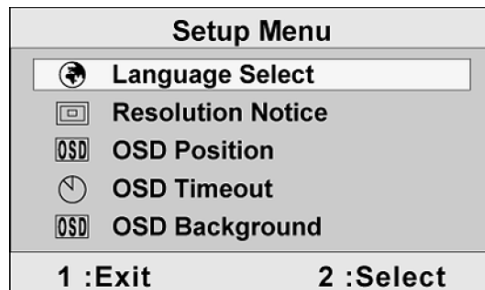 Setup Menu
Language Select
Resolution Notice
OSD OSD Position
OSD Timeout
OSD OSD Background
1 :Exit 2 :Select